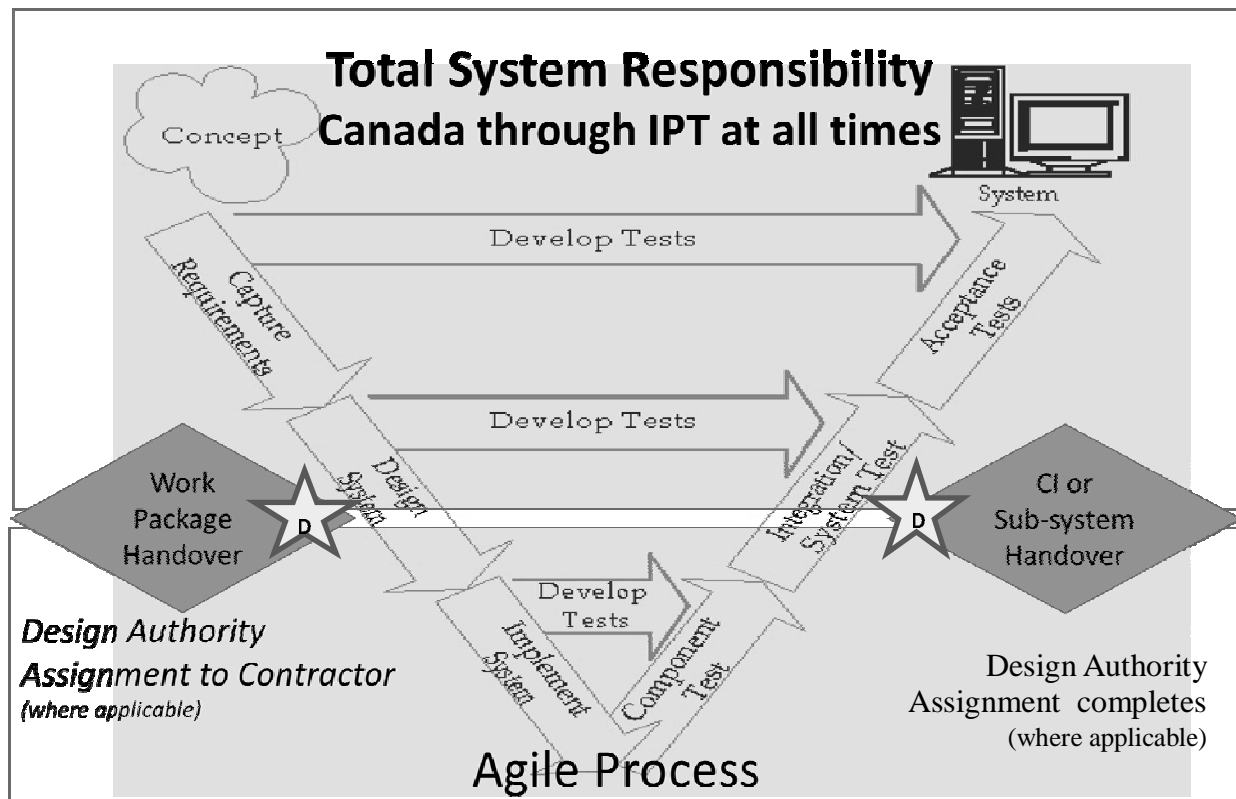 Total System Responsibility
Canada through IPT at all times
Concept
System
Develop Tests
Capture
Requirements
Acceptance
Tests
Develop Tests
Design
System
Integration/
System Test
Work
Package
Handover
D
D
CI or
Sub-system
Handover
Develop
Tests
Implement
System
Component
Test
Design Authority
Assignment to Contractor
(where applicable)
Design Authority
Assignment completes
(where applicable)
Agile Process